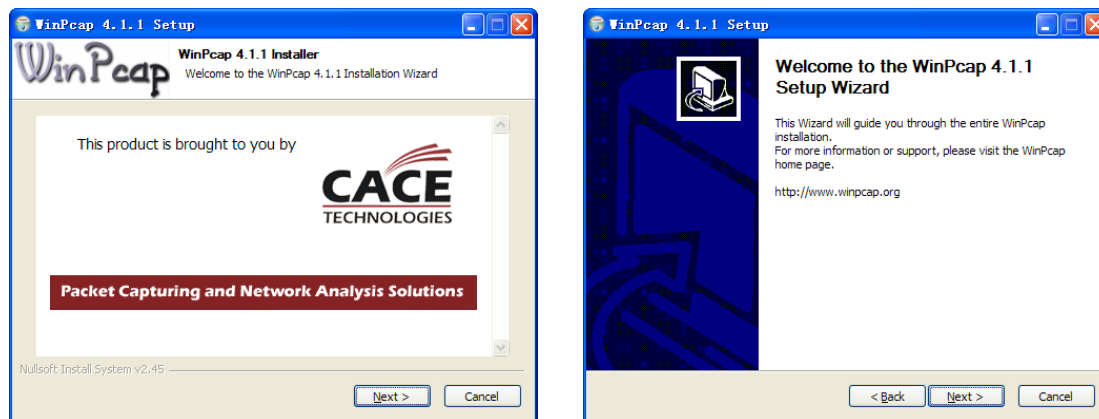 WinPcap 4.1.1 Setup
WinPcap
WinPcap 4.1.1 Installer
Welcome to the WinPcap 4.1.1 Installation Wizard
This product is brought to you by
CACE
TECHNOLOGIES
Packet Capturing and Network Analysis Solutions
Nullsoft Install System v2.45
Next >
Cancel
WinPcap 4.1.1 Setup
Welcome to the WinPcap 4.1.1
Setup Wizard
This Wizard will guide you through the entire WinPcap
installation.
For more information or support, please visit the WinPcap
home page.
http://www.winpcap.org
< Back
Next >
Cancel